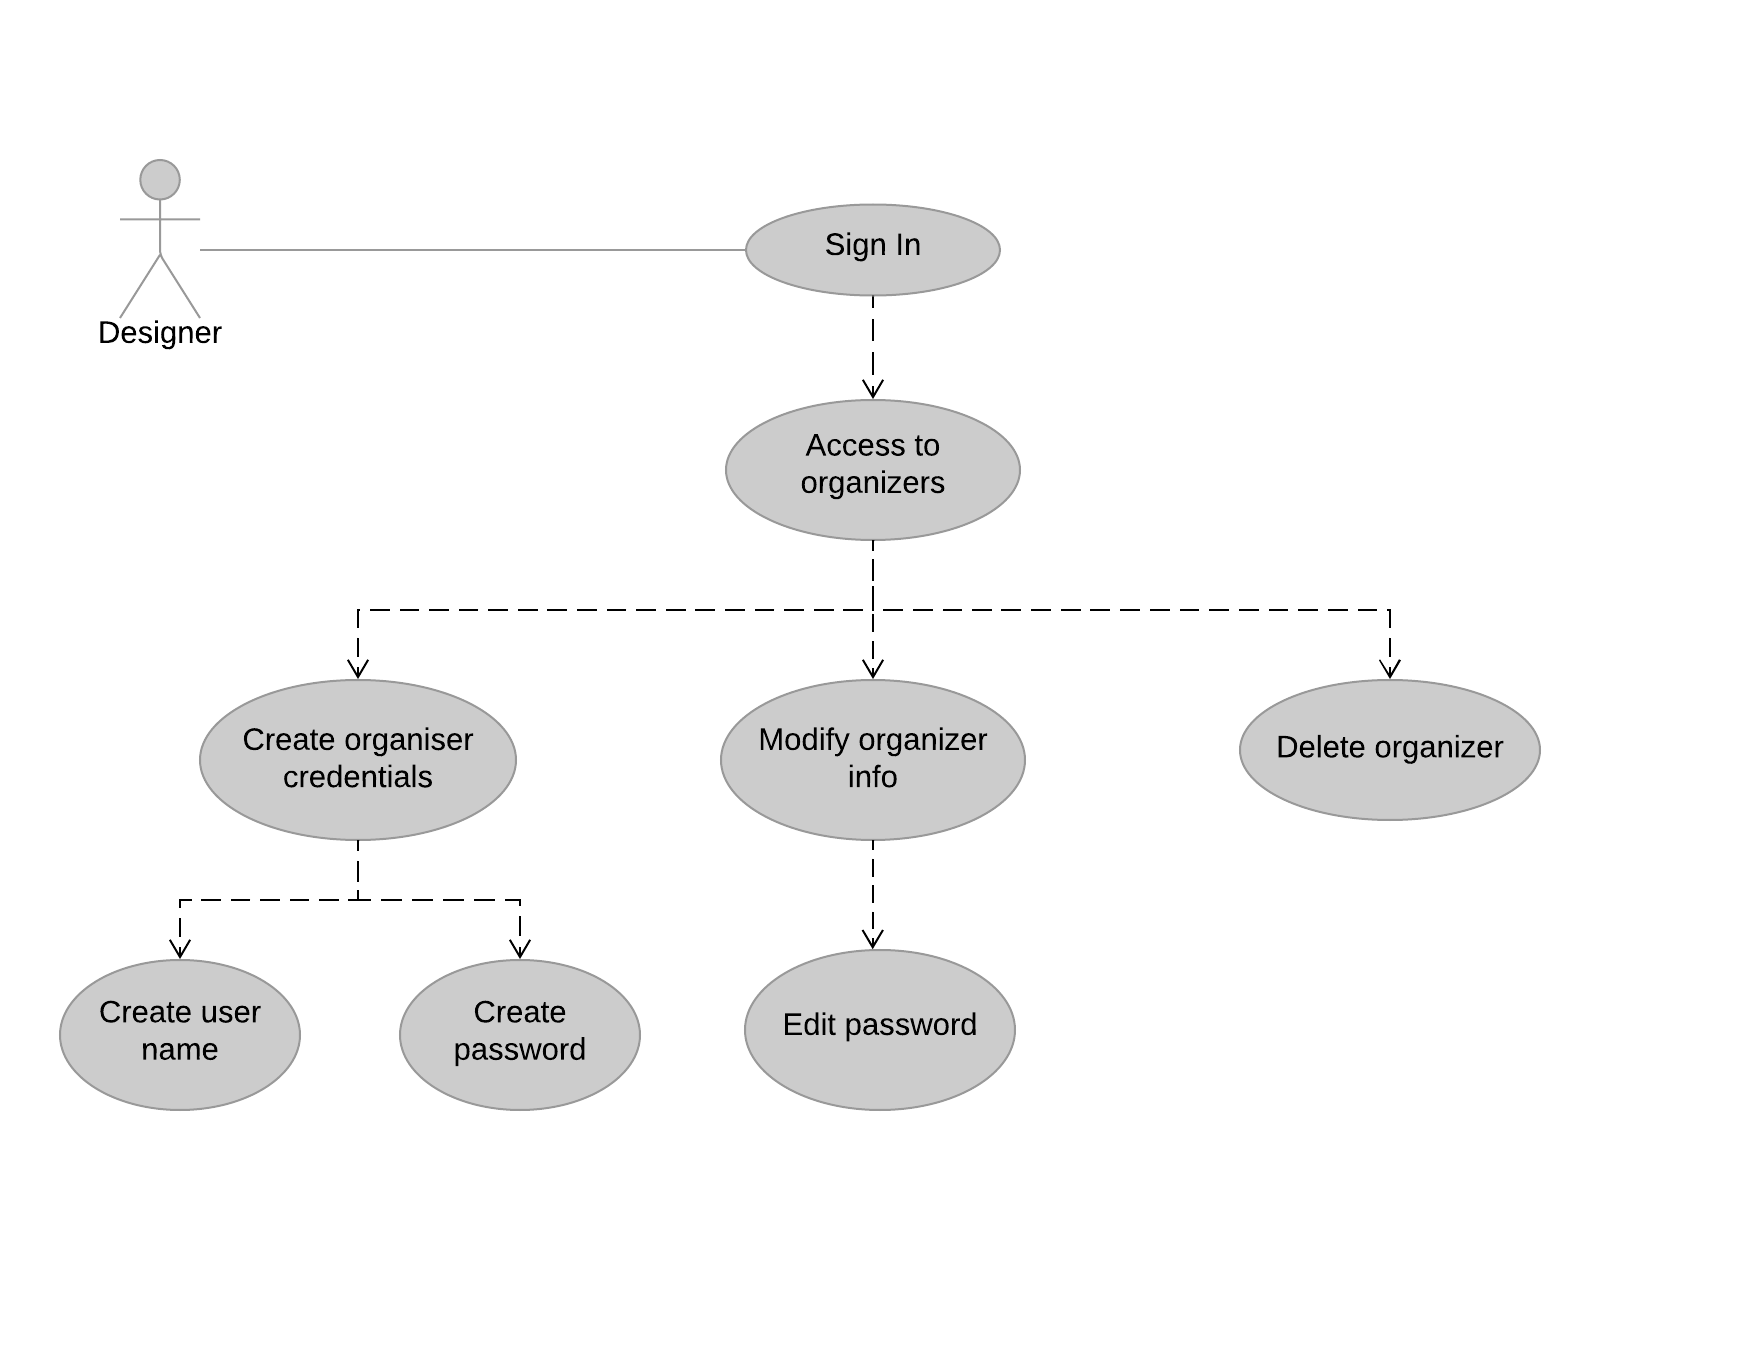 Sign In
Designer
Access to
organizers
Create organiser
credentials
Modify organizer
info
Delete organizer
Create user
name
Create
password
Edit password